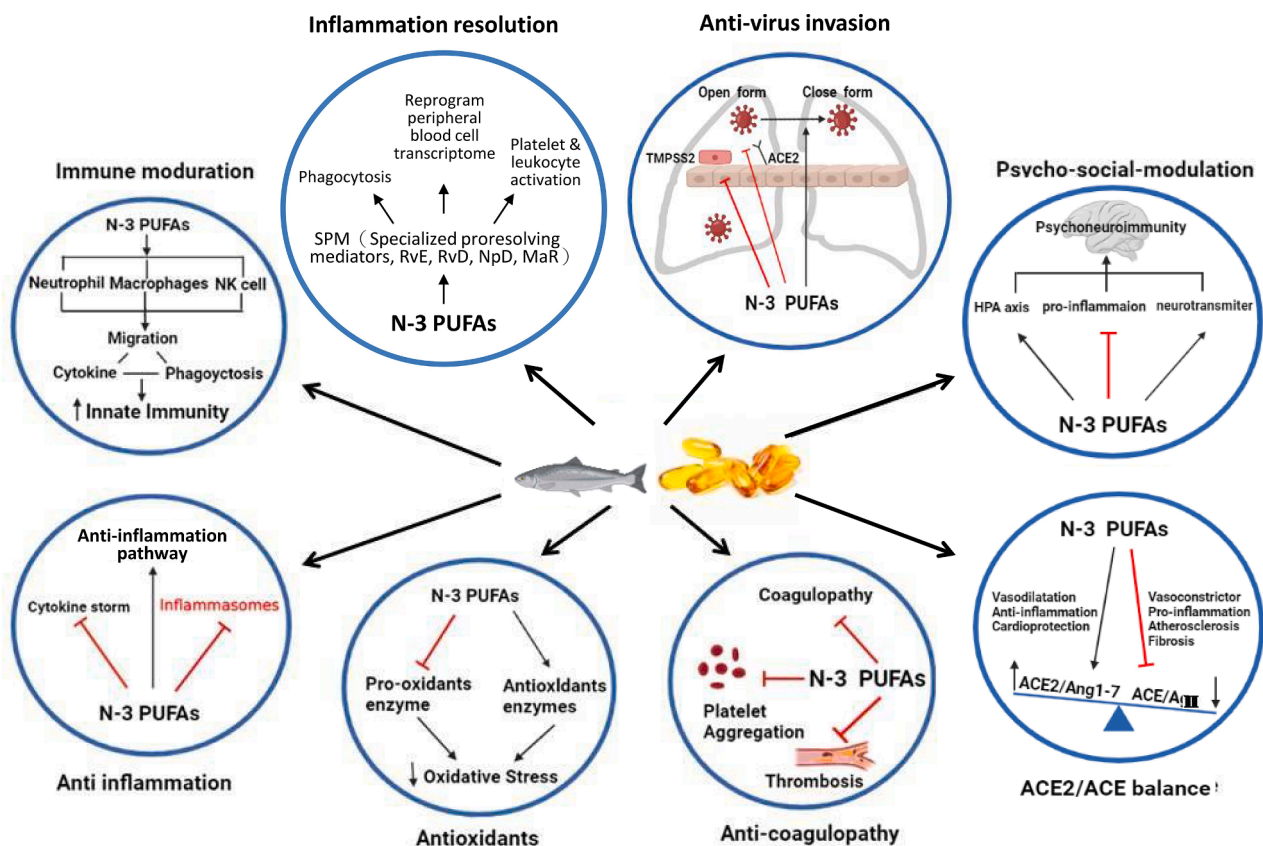 Inflammation resolution
Reprogram
peripheral
blood cell
transcriptome
Phagocytosis
Platelet &
leukocyte
activation
SPM（Specialized proresolving
mediators, RvE, RvD, NpD, MaR）
N-3 PUFAs
Anti-virus invasion
Open form
Close form
TMPSS2
ACE2
N-3 PUFAs
Immune moduration
N-3 PUFAs
Neutrophil Macrophages NK cell
Migration
Cytokine
Phagoyctosis
Innate Immunity
Psycho-social-modulation
Psychoneuroimmunity
HPA axis
pro-inflammaion
neurotransmiter
N-3 PUFAs
Anti-inflammation
pathway
Cytokine storm
Inflammasomes
N-3 PUFAs
Anti inflammation
N-3 PUFAs
Pro-oxidants
enzyme
Antioxldants
enzymes
Oxidative Stress
Antioxidants
Coagulopathy
N-3 PUFAs
Platelet
Aggregation
Thrombosis
Anti-coagulopathy
N-3 PUFAs
Vasodilatation
Anti-inflammation
Cardioprotection
Vasoconstrictor
Pro-inflammation
Atherosclerosis
Fibrosis
ACE2/Ang1-7
ACE/AgII
ACE2/ACE balance